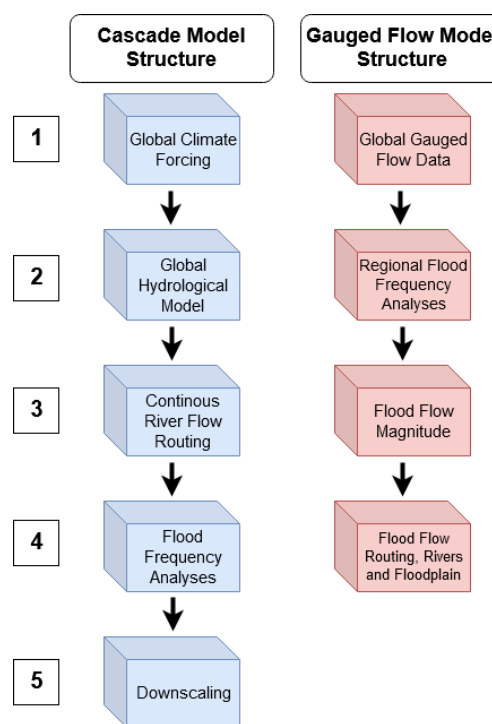 Cascade Model
Structure
Gauged Flow Model
Structure
1
Global Climate
Forcing
Global Gauged
Flow Data
2
Global
Hydrological
Model
Regional Flood
Frequency
Analyses
3
Continous
River Flow
Routing
Flood Flow
Magnitude
4
Flood
Frequency
Analyses
Flood Flow
Routing, Rivers
and Floodplain
5
Downscaling